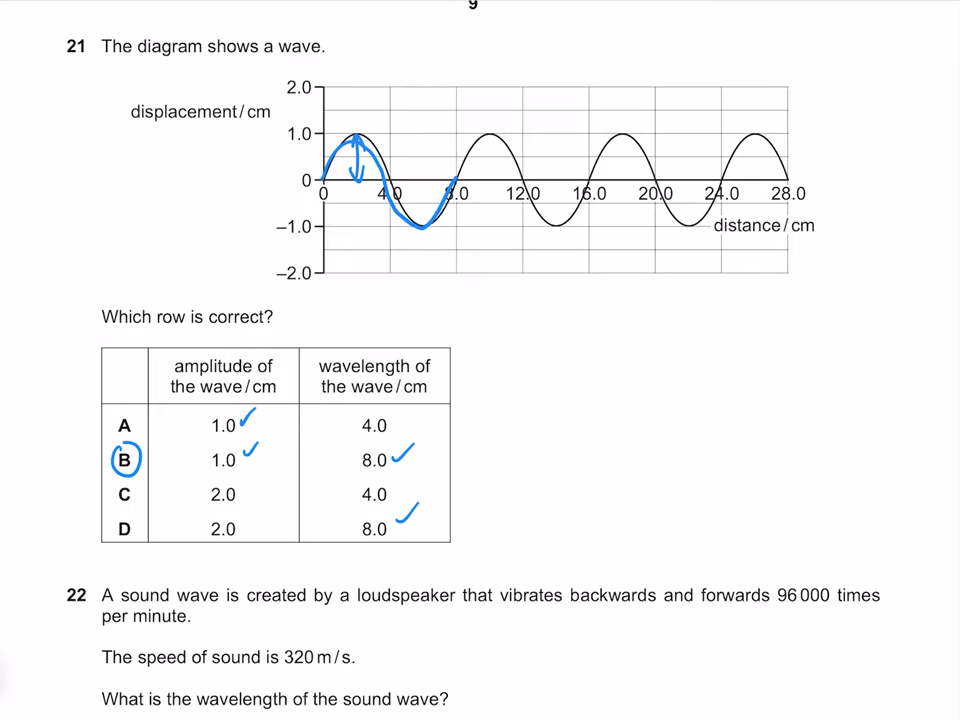 9
21 The diagram shows a wave.
2.0
displacement / cm
1.0
0
0 4.0 8.0 12.0 16.0 20.0 24.0 28.0
–1.0
distance / cm
–2.0
Which row is correct?
amplitude of the wave / cm wavelength of the wave / cm
A 1.0 4.0
B 1.0 8.0
C 2.0 4.0
D 2.0 8.0
22 A sound wave is created by a loudspeaker that vibrates backwards and forwards 96 000 times
per minute.
The speed of sound is 320 m / s.
What is the wavelength of the sound wave?